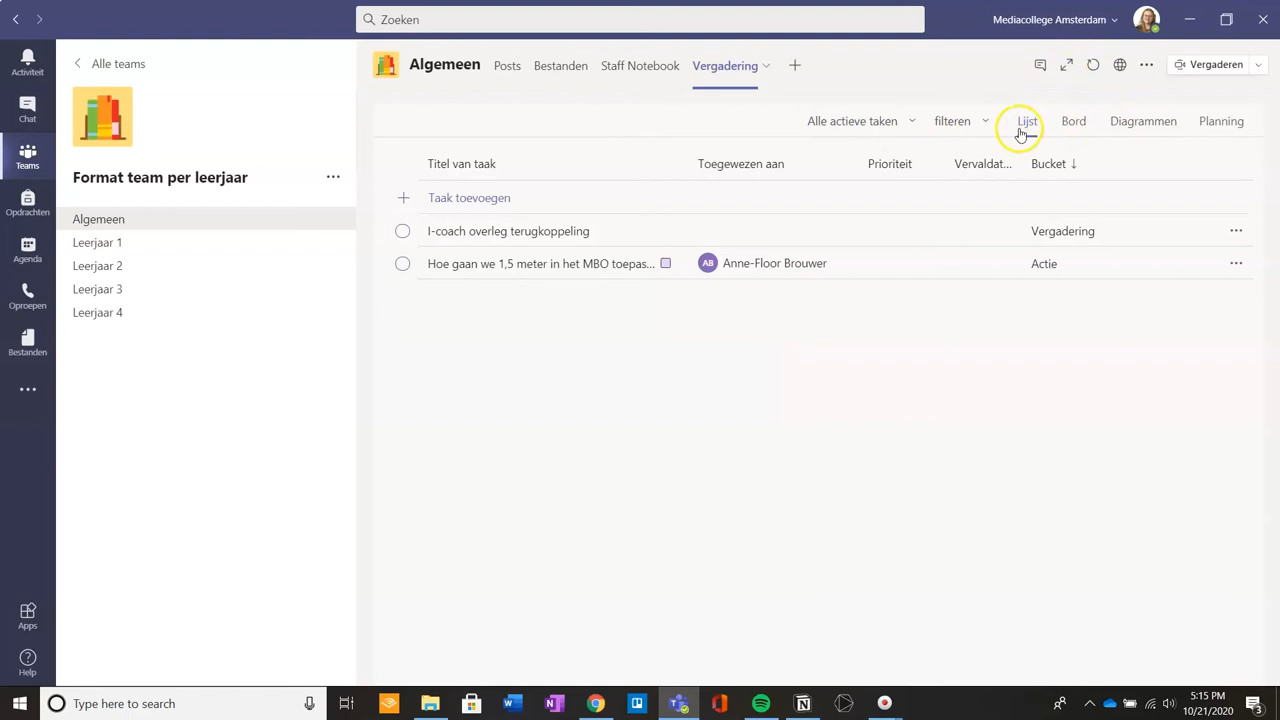 Zoeken
Mediacollege Amsterdam
Activiteit
Chat
Teams
Opdrachten
Agenda
Oproepen
Bestanden
Apps
Help
Alle teams
Format team per leerjaar
Algemeen
Leerjaar 1
Leerjaar 2
Leerjaar 3
Leerjaar 4
Algemeen Posts Bestanden Staff Notebook Vergadering Vergaderen
Alle actieve taken filteren Lijst Bord Diagrammen Planning
Titel van taak Toegewezen aan Prioriteit Vervaldat... Bucket ↓
Taak toevoegen
I-coach overleg terugkoppeling Vergadering
Hoe gaan we 1,5 meter in het MBO toepas... AB Anne-Floor Brouwer Actie
Type here to search
5:15 PM
10/21/2020
3